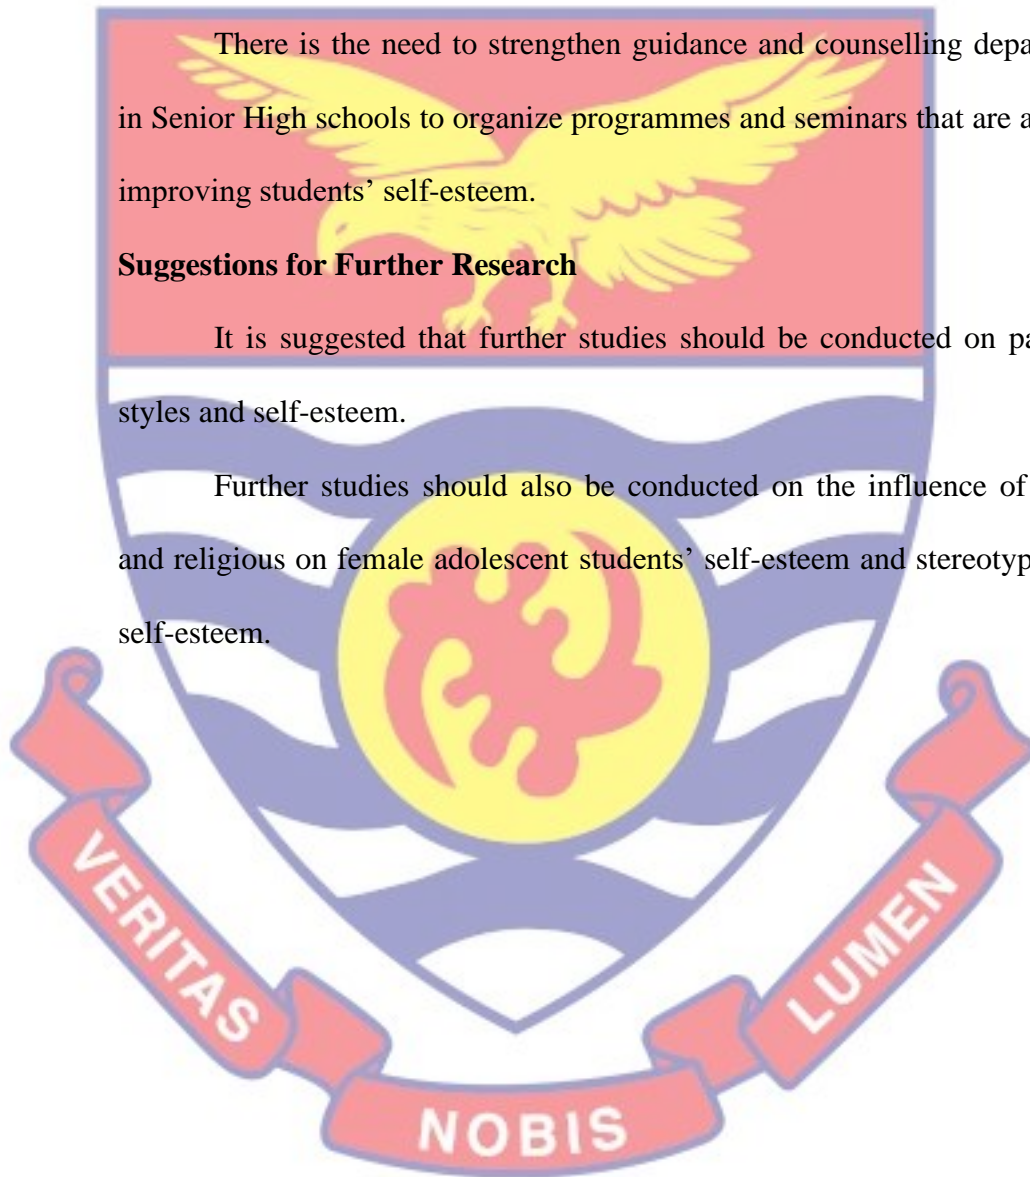 There is the need to strengthen guidance and counselling depa
in Senior High schools to organize programmes and seminars that are a
improving students’ self-esteem.
Suggestions for Further Research
It is suggested that further studies should be conducted on pa
styles and self-esteem.
Further studies should also be conducted on the influence of
and religious on female adolescent students’ self-esteem and stereotyp
self-esteem.
VERITAS
NOBIS
LUMEN